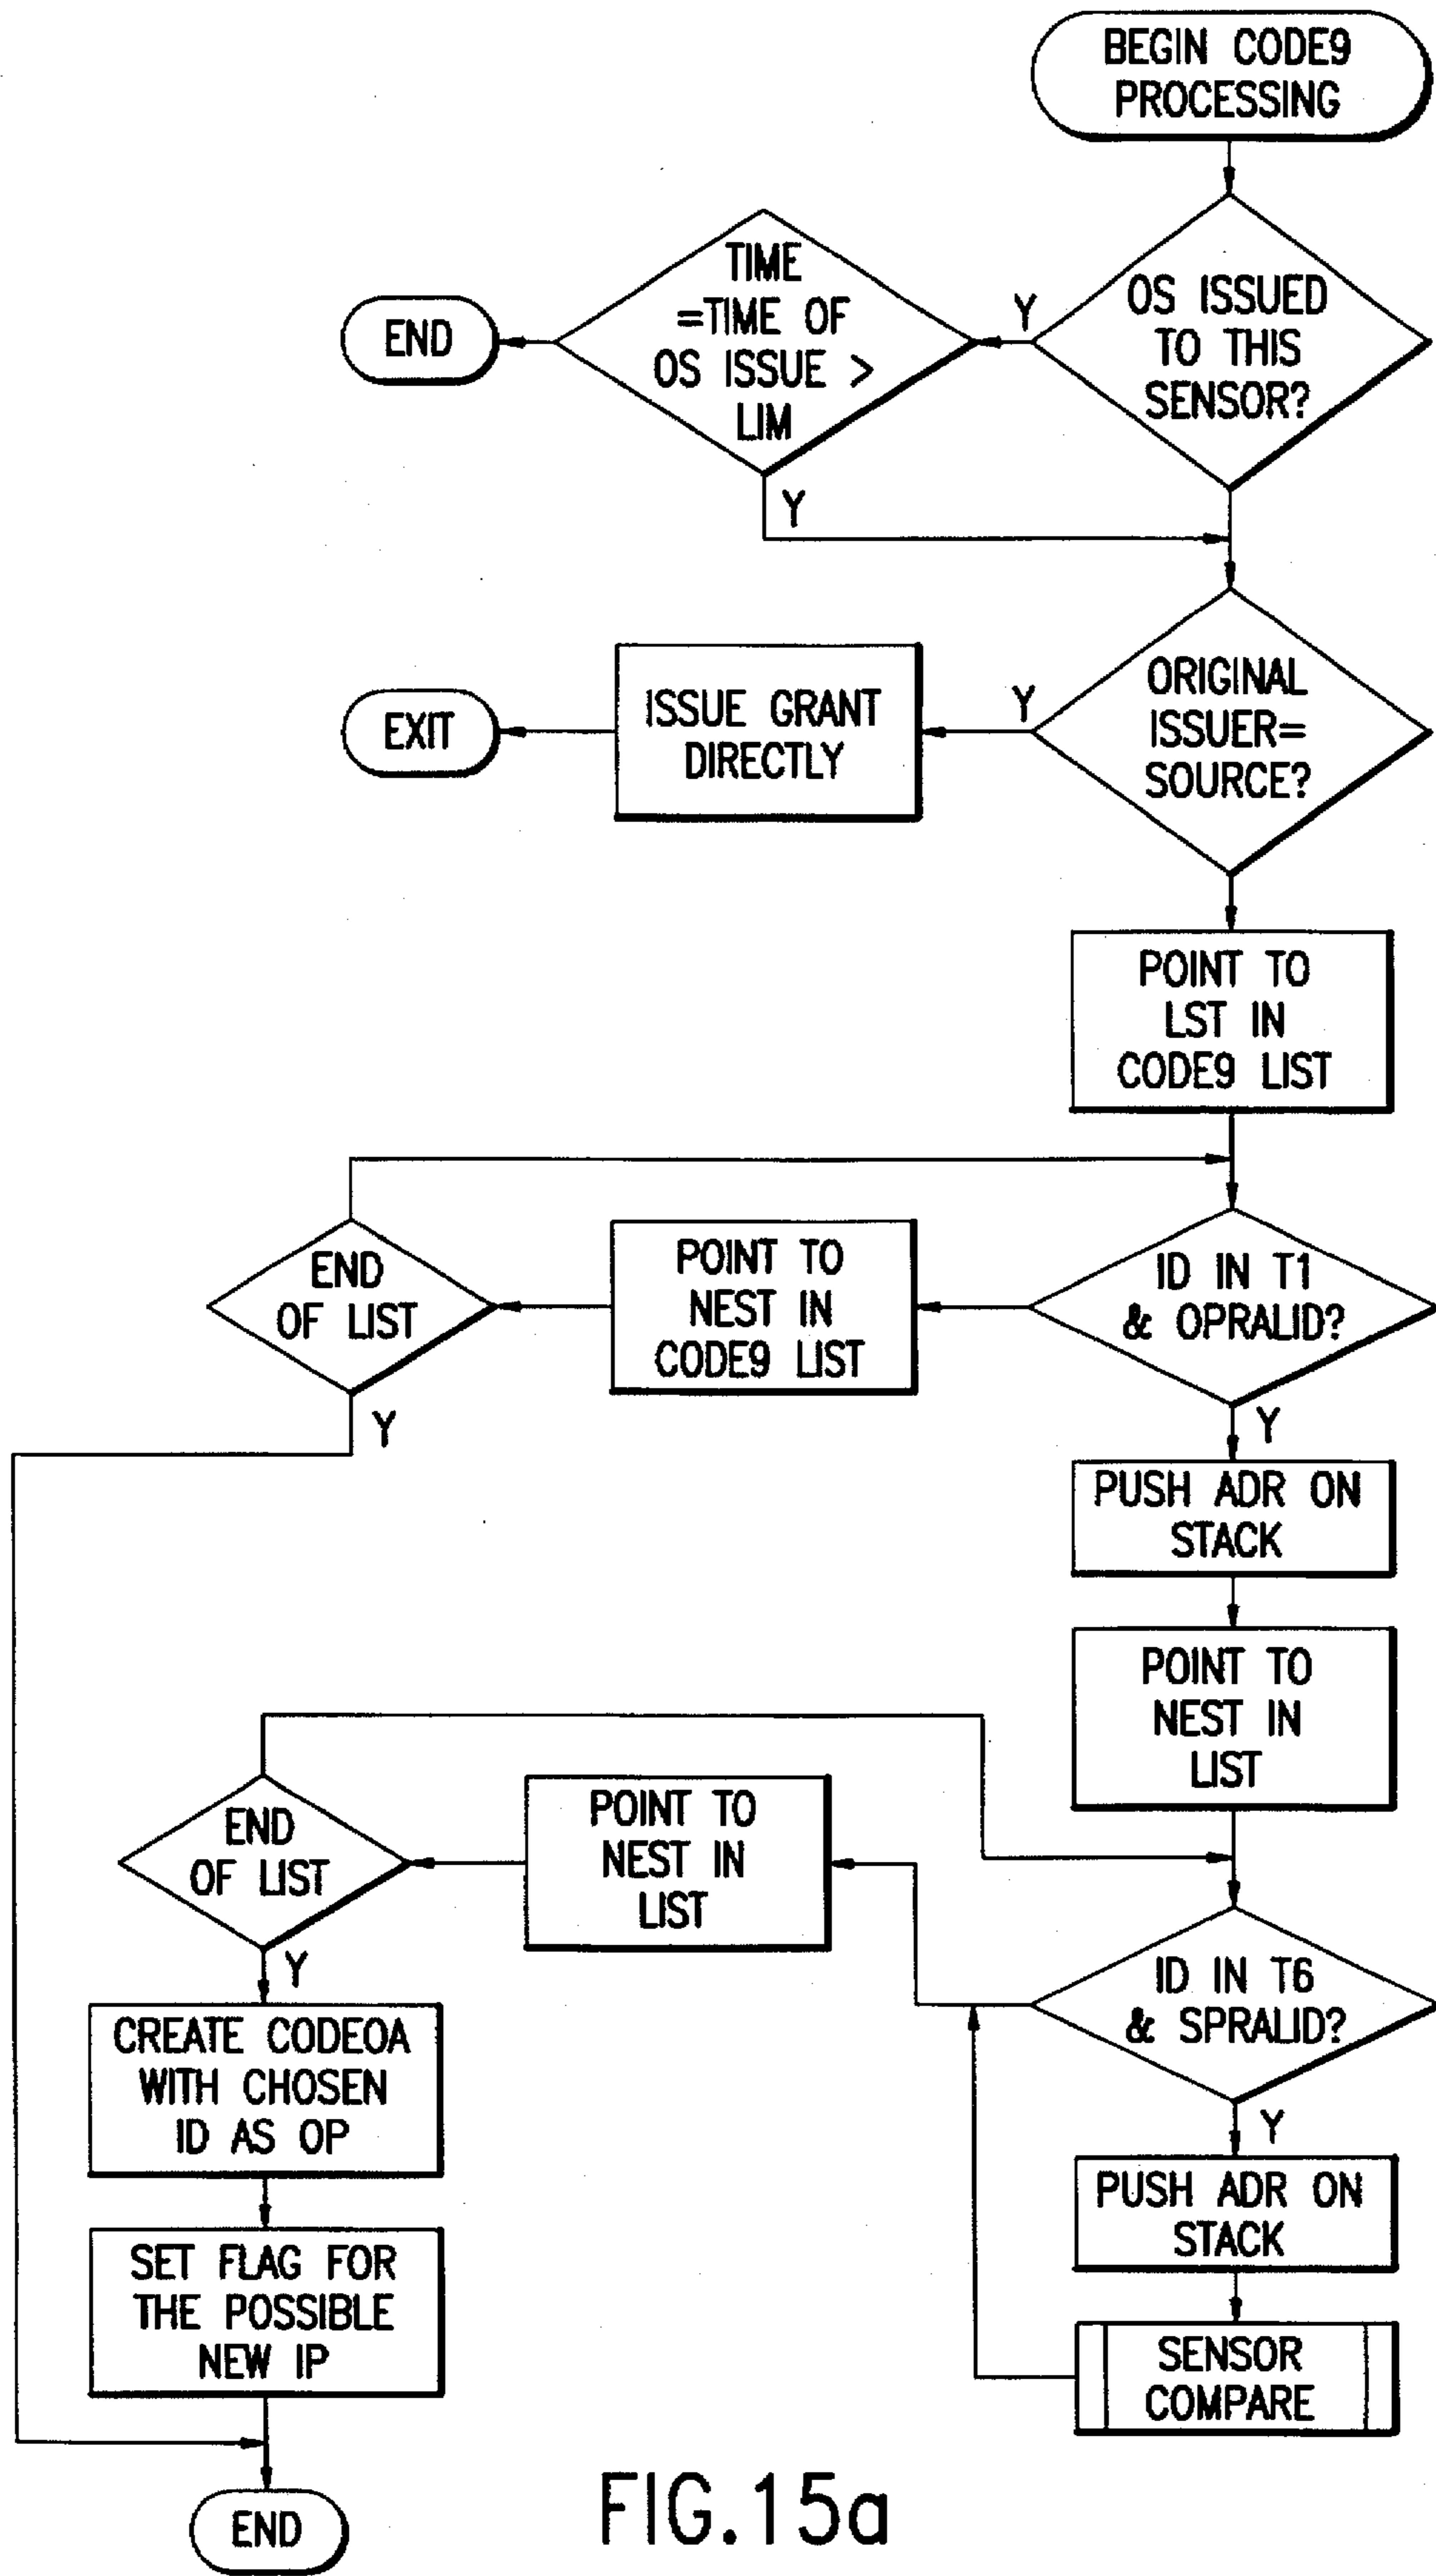 BEGIN CODE9
PROCESSING
OS ISSUED
TO THIS
SENSOR?
Y
TIME
=TIME OF
OS ISSUE >
LIM
END
Y
ORIGINAL
ISSUER=
SOURCE?
Y
ISSUE GRANT
DIRECTLY
EXIT
POINT TO
LST IN
CODE9 LIST
ID IN T1
& OPRALID?
POINT TO
NEST IN
CODE9 LIST
END
OF LIST
Y
Y
PUSH ADR ON
STACK
POINT TO
NEST IN
LIST
ID IN T6
& SPRALID?
POINT TO
NEST IN
LIST
END
OF LIST
Y
Y
PUSH ADR ON
STACK
SENSOR
COMPARE
CREATE CODEOA
WITH CHOSEN
ID AS OP
SET FLAG FOR
THE POSSIBLE
NEW IP
END
FIG.15a